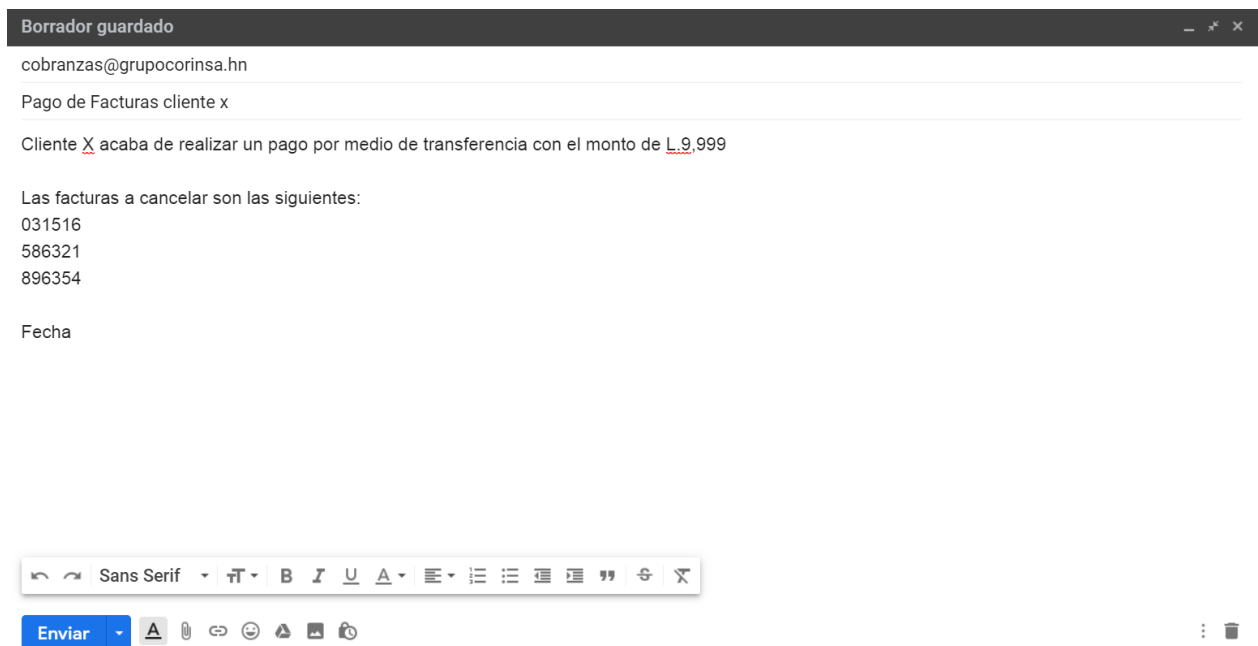 Borrador guardado
cobranzas@grupocorinsa.hn
Pago de Facturas cliente x
Cliente X acaba de realizar un pago por medio de transferencia con el monto de L.9,999
Las facturas a cancelar son las siguientes:
031516
586321
896354
Fecha
Sans Serif
Enviar